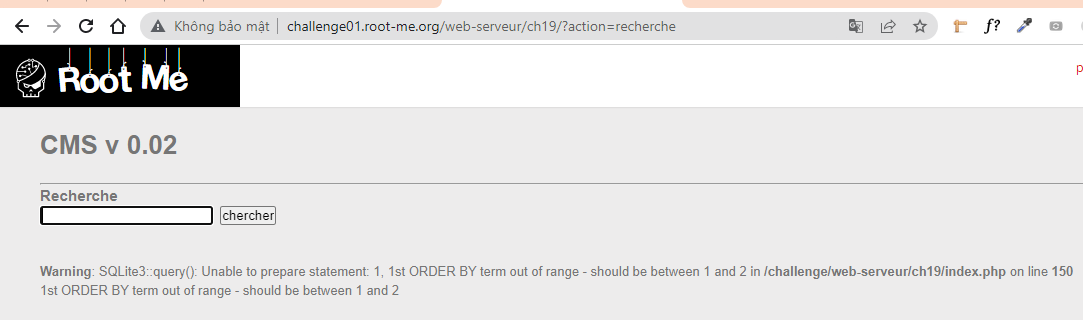 Không bảo mật challenge01.root-me.org/web-serveur/ch19/?action=recherche f?
Root Me
p
CMS v 0.02
Recherche
chercher
Warning: SQLite3::query(): Unable to prepare statement: 1, 1st ORDER BY term out of range - should be between 1 and 2 in /challenge/web-serveur/ch19/index.php on line 150
1st ORDER BY term out of range - should be between 1 and 2